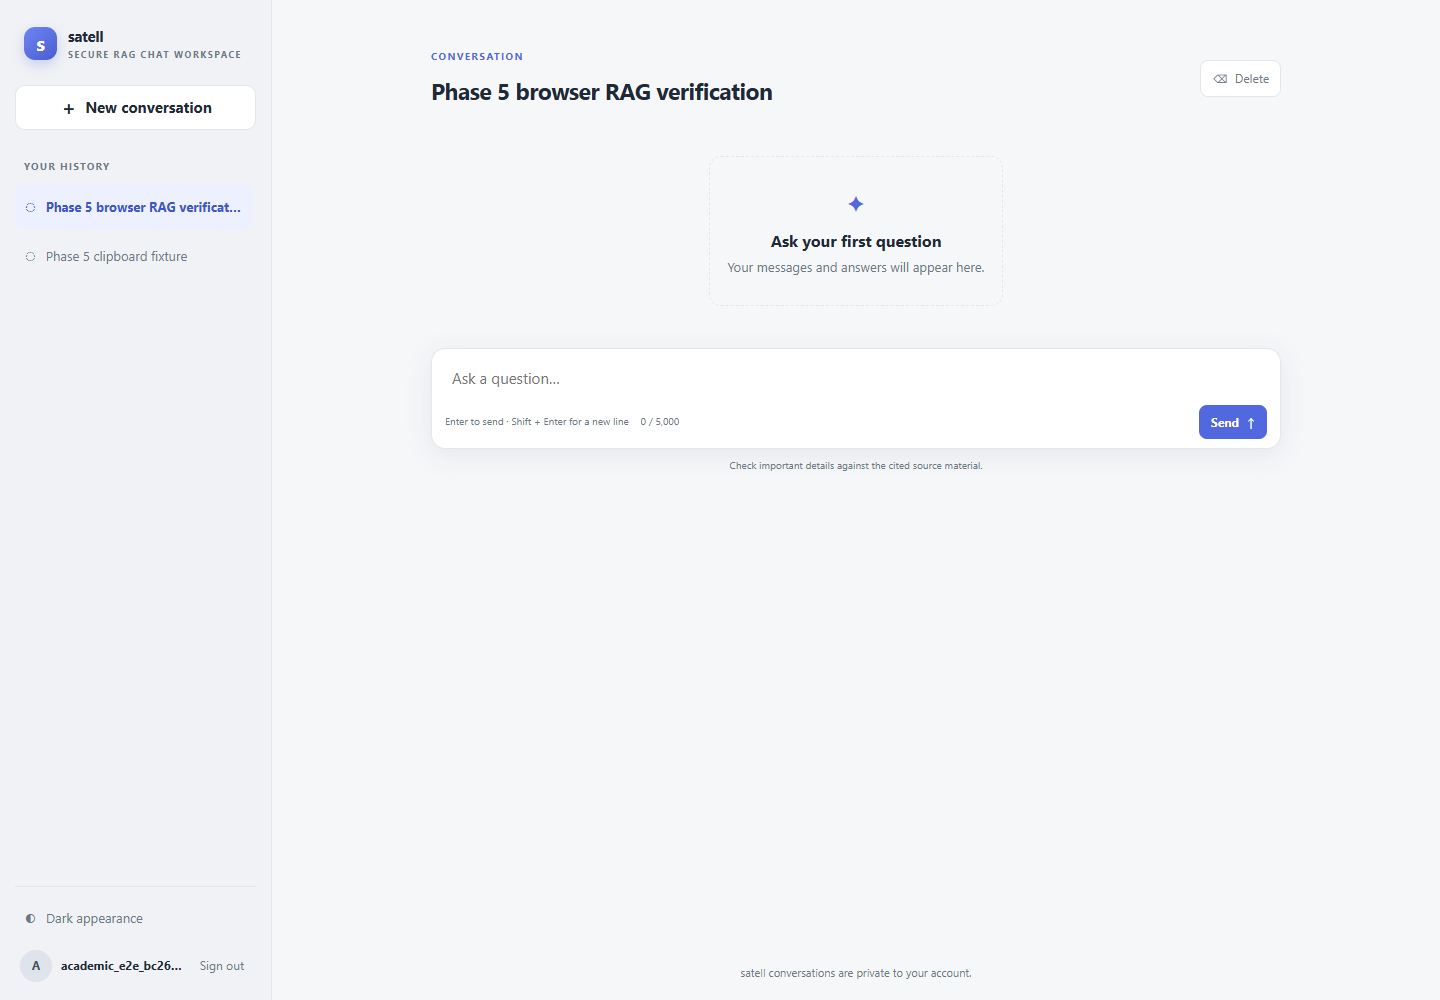 s
satell
SECURE RAG CHAT WORKSPACE
+ New conversation
YOUR HISTORY
Phase 5 browser RAG verificat...
Phase 5 clipboard fixture
Dark appearance
A
academic_e2e_bc26...
Sign out
CONVERSATION
Phase 5 browser RAG verification
Delete
Ask your first question
Your messages and answers will appear here.
Ask a question...
Enter to send · Shift + Enter for a new line 0 / 5,000
Send ↑
Check important details against the cited source material.
satell conversations are private to your account.